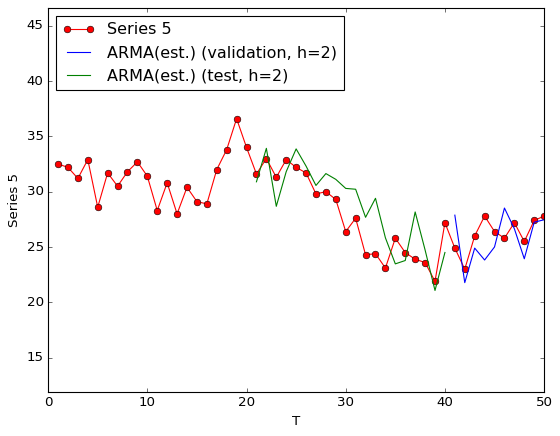 Series 5
ARMA(est.) (validation, h=2)
ARMA(est.) (test, h=2)
Series 5
45
40
35
30
25
20
15
0 10 20 30 40 50
T